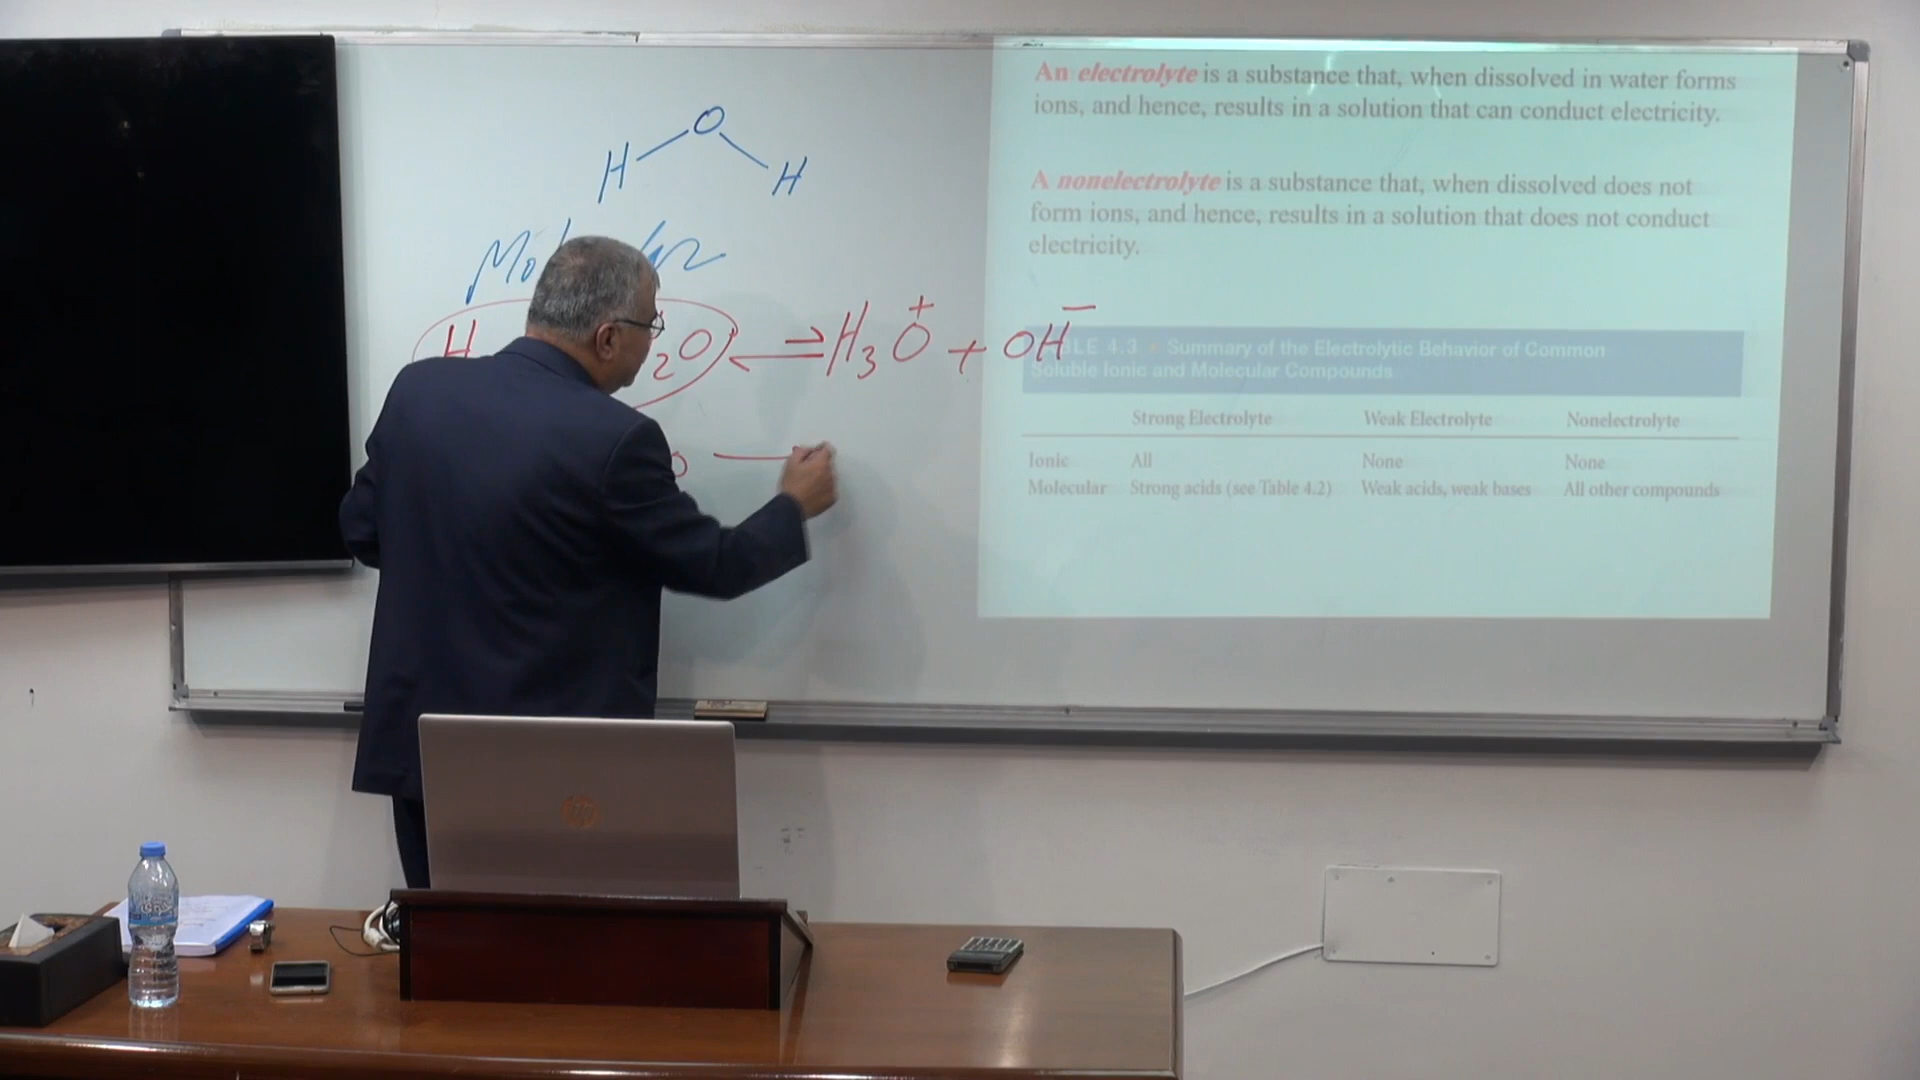 O
H H
H 2O ⇌ H3O+ + OH−
o →
An electrolyte is a substance that, when dissolved in water forms
ions, and hence, results in a solution that can conduct electricity.
A nonelectrolyte is a substance that, when dissolved does not
form ions, and hence, results in a solution that does not conduct
electricity.
4.3 Summary of the Electrolytic Behavior of Common
Soluble Ionic and Molecular Compounds
Strong Electrolyte Weak Electrolyte Nonelectrolyte
Ionic All None None
Molecular Strong acids (see Table 4.2) Weak acids, weak bases All other compounds
hp